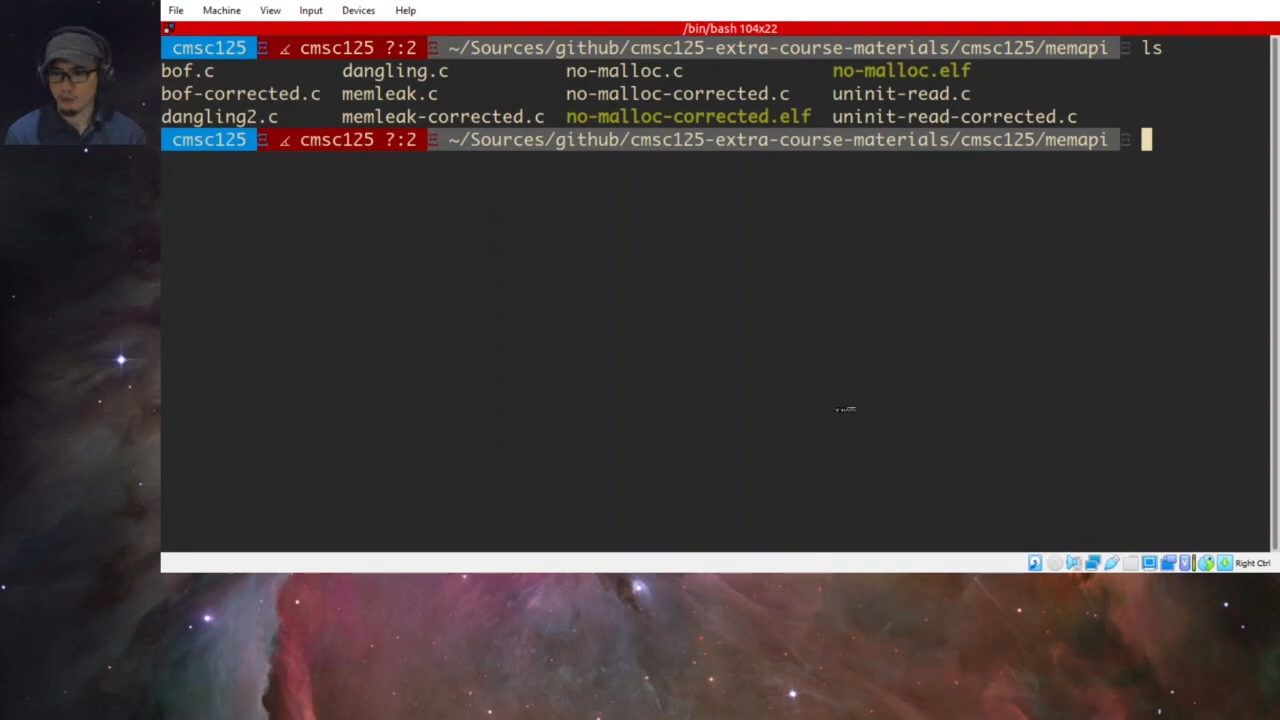 File Machine View Input Devices Help
/bin/bash 104x22
cmsc125 cmsc125 ?:2 ~/Sources/github/cmsc125-extra-course-materials/cmsc125/memapi ls
bof.c dangling.c no-malloc.c no-malloc.elf
bof-corrected.c memleak.c no-malloc-corrected.c uninit-read.c
dangling2.c memleak-corrected.c no-malloc-corrected.elf uninit-read-corrected.c
cmsc125 cmsc125 ?:2 ~/Sources/github/cmsc125-extra-course-materials/cmsc125/memapi
Right Ctrl